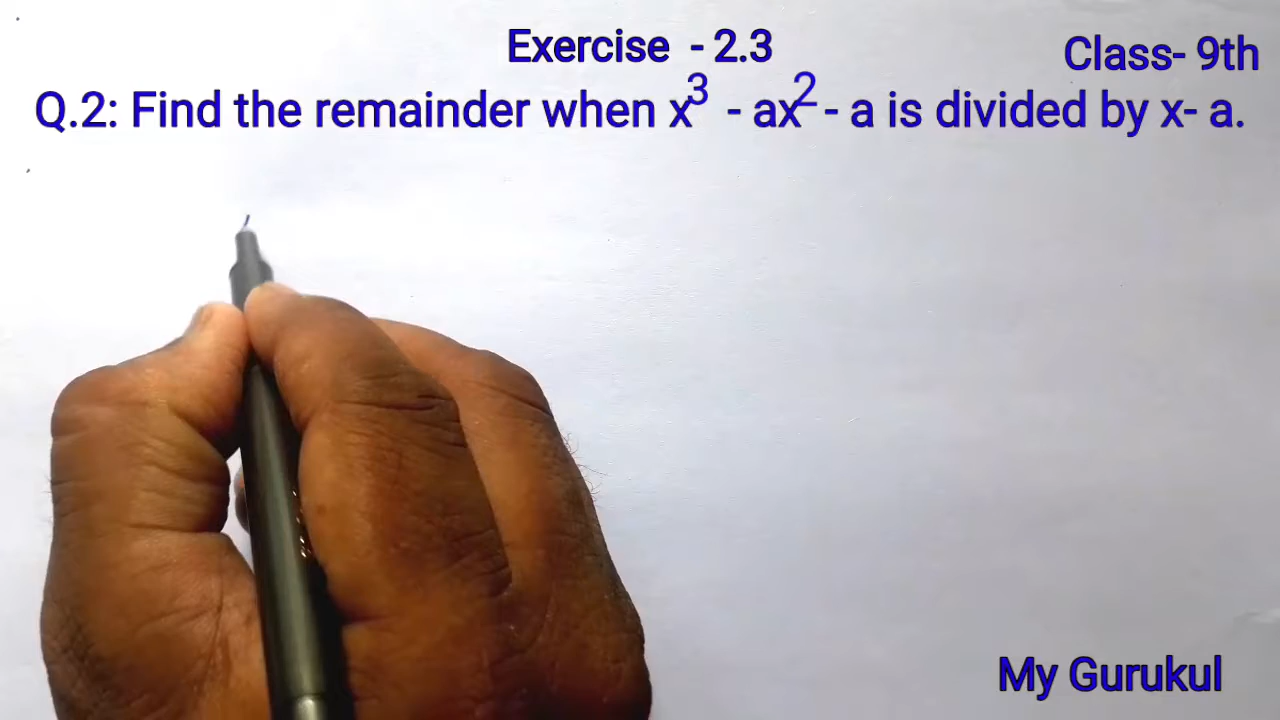 Exercise - 2.3
Class- 9th
Q.2: Find the remainder when x³ - ax² - a is divided by x- a.
My Gurukul